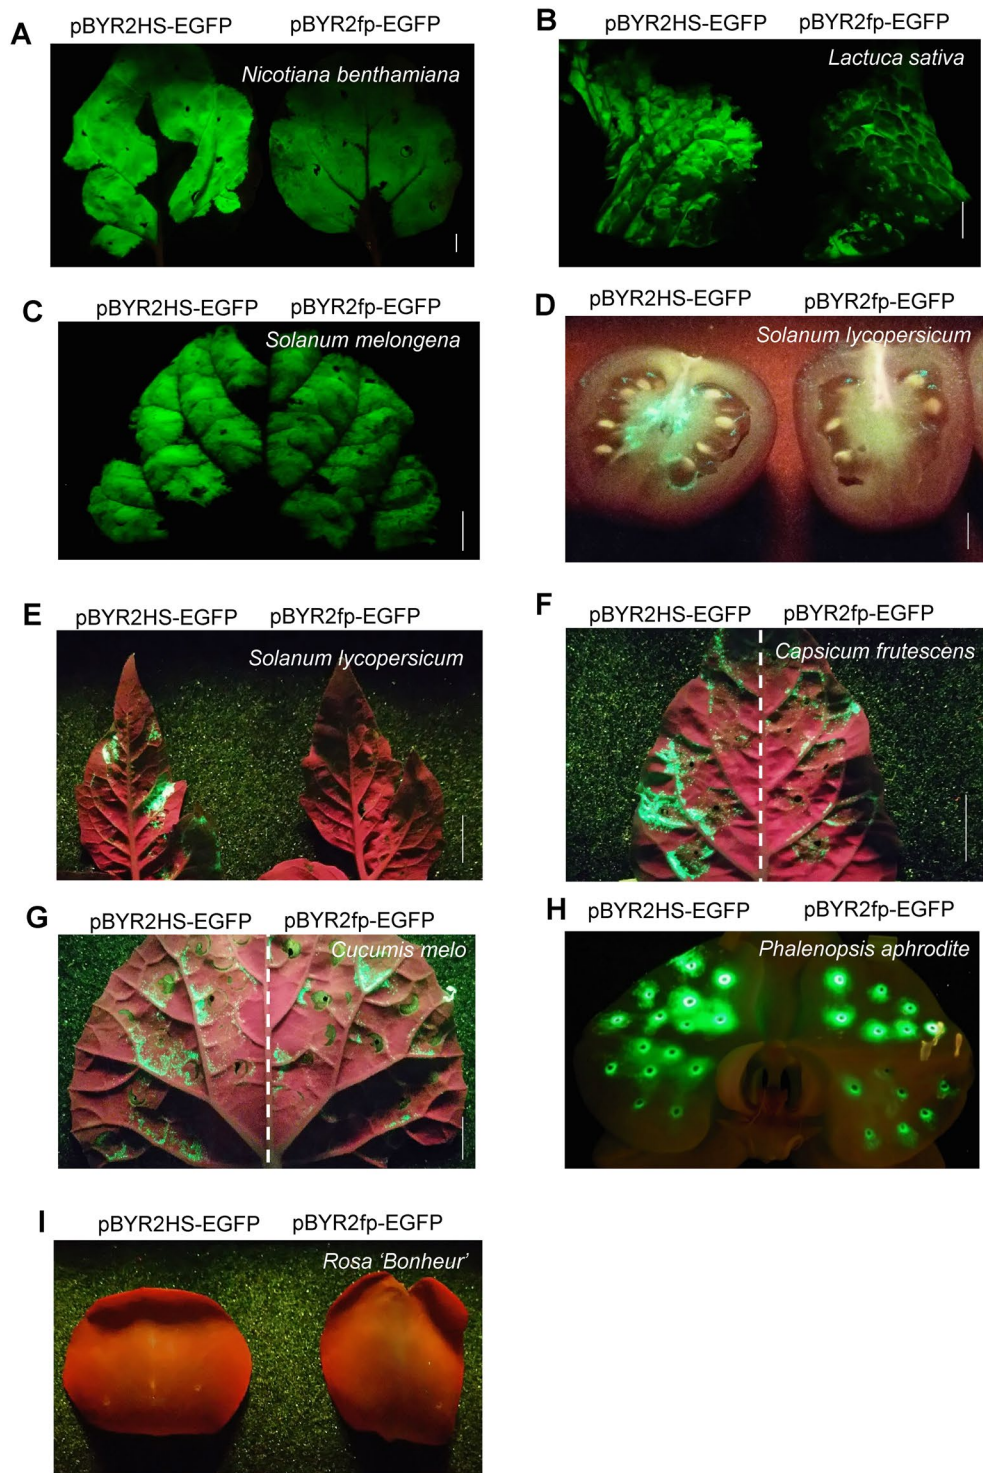 A
pBYR2HS-EGFP
pBYR2fp-EGFP
Nicotiana benthamiana
B
pBYR2HS-EGFP
pBYR2fp-EGFP
Lactuca sativa
C
pBYR2HS-EGFP
pBYR2fp-EGFP
Solanum melongena
D
pBYR2HS-EGFP
pBYR2fp-EGFP
Solanum lycopersicum
E
pBYR2HS-EGFP
pBYR2fp-EGFP
Solanum lycopersicum
F
pBYR2HS-EGFP
pBYR2fp-EGFP
Capsicum frutescens
G
pBYR2HS-EGFP
pBYR2fp-EGFP
Cucumis melo
H
pBYR2HS-EGFP
pBYR2fp-EGFP
Phalenopsis aphrodite
I
pBYR2HS-EGFP
pBYR2fp-EGFP
Rosa ‘Bonheur’